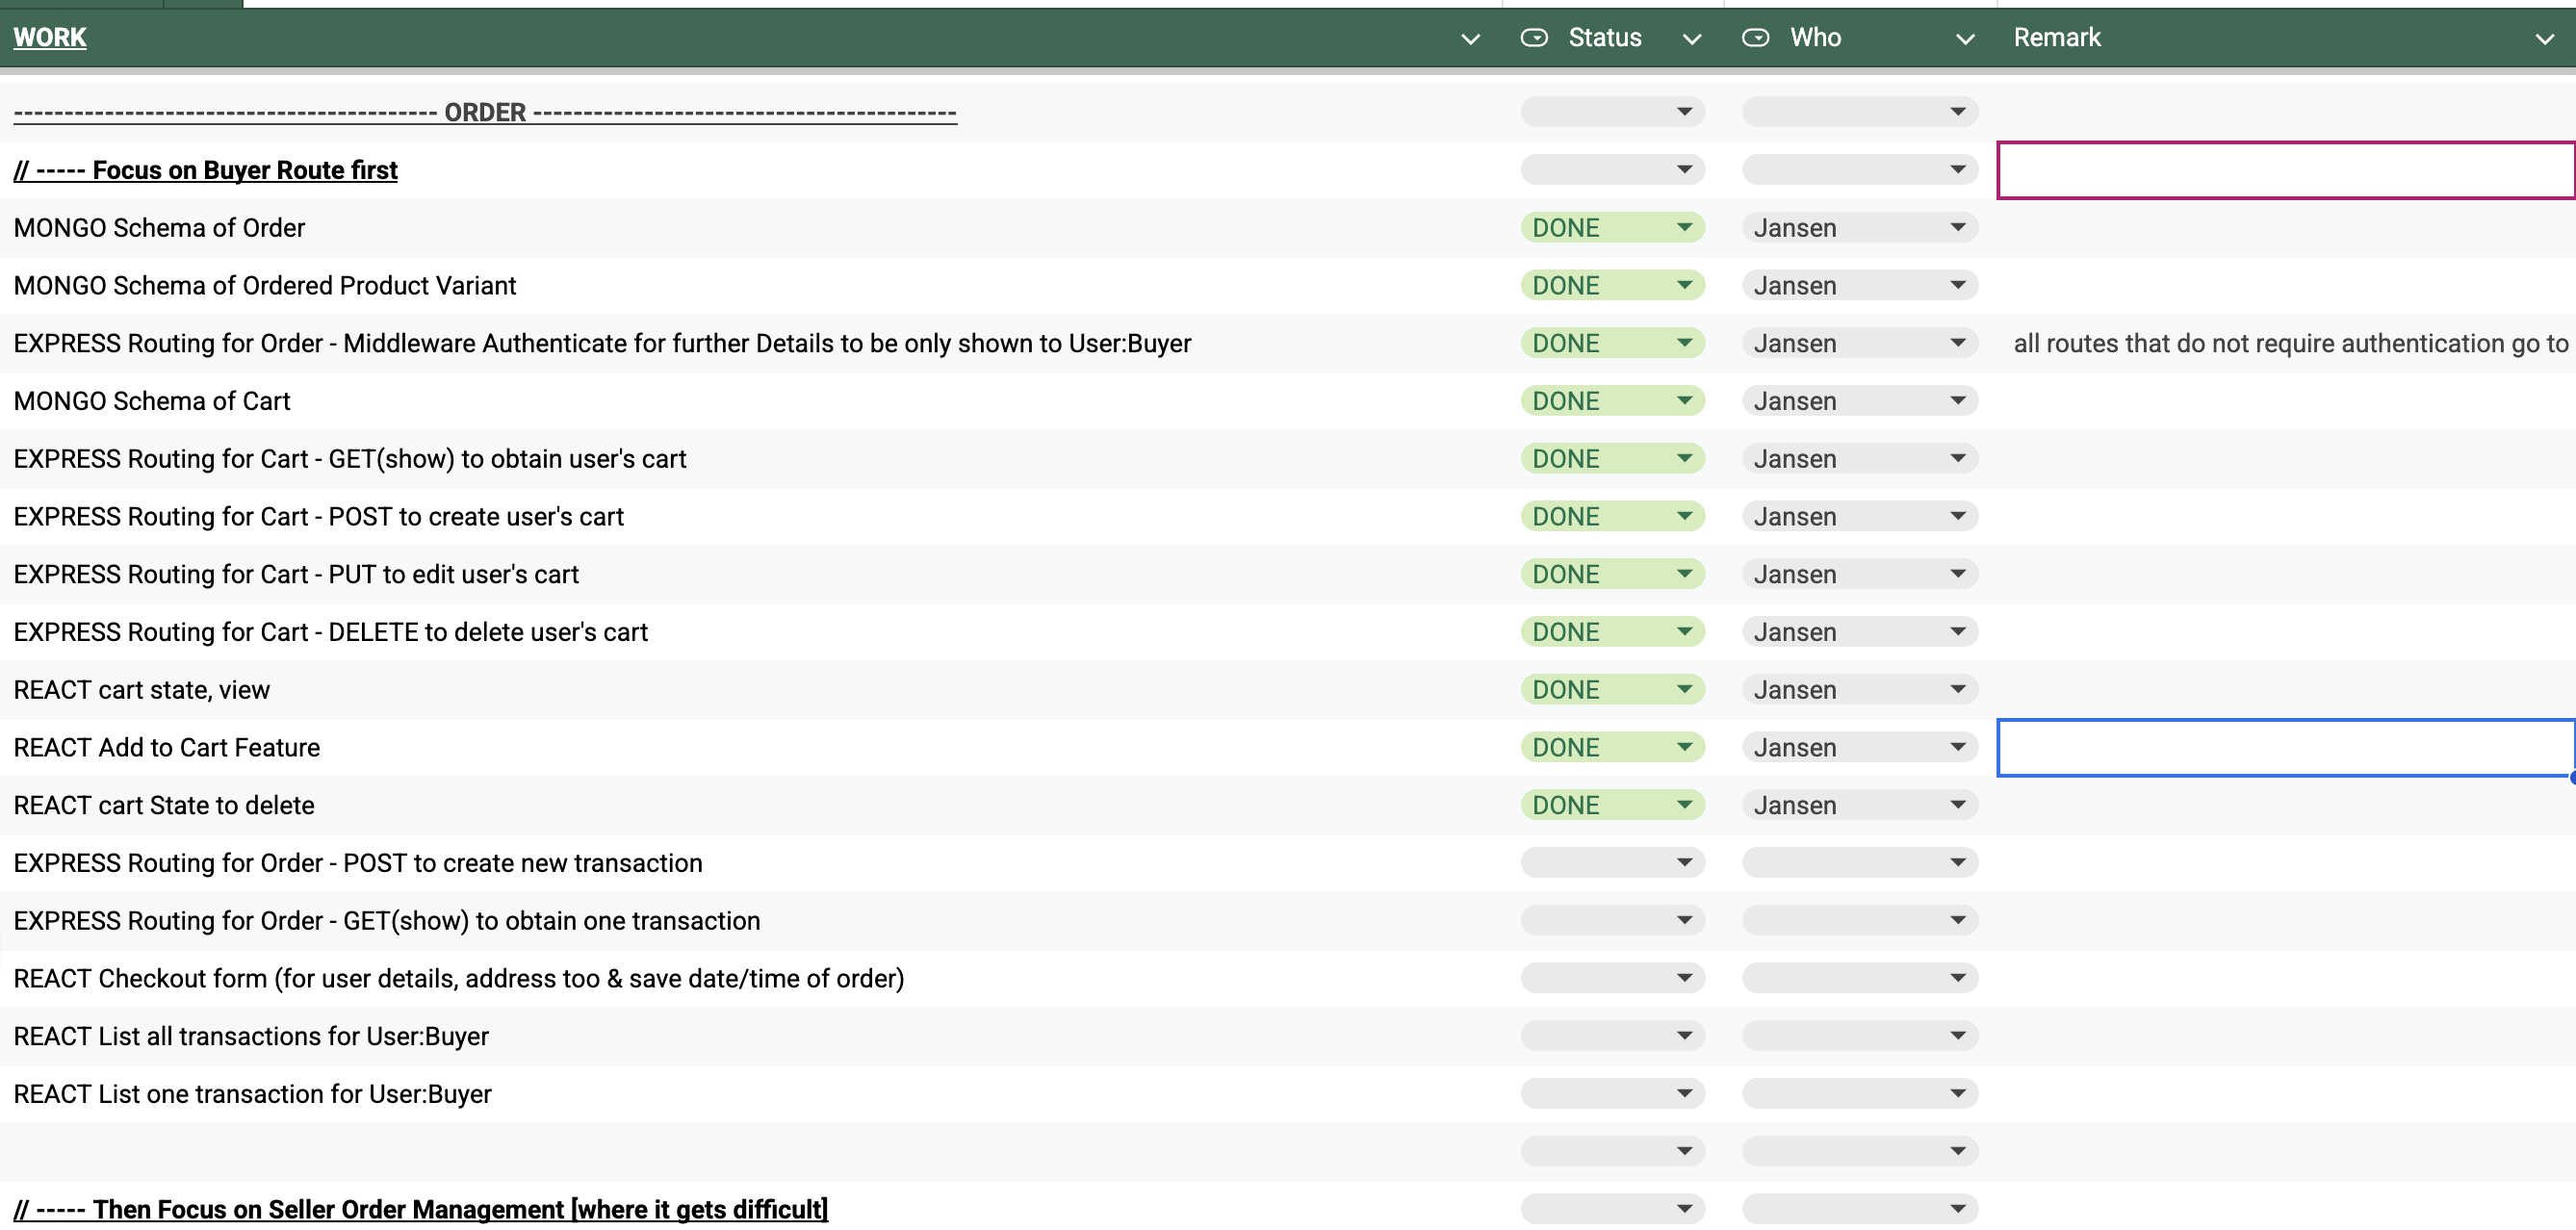 WORK Status Who Remark
------------------------------------------ ORDER ------------------------------------------
// ----- Focus on Buyer Route first
MONGO Schema of Order DONE Jansen
MONGO Schema of Ordered Product Variant DONE Jansen
EXPRESS Routing for Order - Middleware Authenticate for further Details to be only shown to User:Buyer DONE Jansen all routes that do not require authentication go to
MONGO Schema of Cart DONE Jansen
EXPRESS Routing for Cart - GET(show) to obtain user's cart DONE Jansen
EXPRESS Routing for Cart - POST to create user's cart DONE Jansen
EXPRESS Routing for Cart - PUT to edit user's cart DONE Jansen
EXPRESS Routing for Cart - DELETE to delete user's cart DONE Jansen
REACT cart state, view DONE Jansen
REACT Add to Cart Feature DONE Jansen
REACT cart State to delete DONE Jansen
EXPRESS Routing for Order - POST to create new transaction
EXPRESS Routing for Order - GET(show) to obtain one transaction
REACT Checkout form (for user details, address too & save date/time of order)
REACT List all transactions for User:Buyer
REACT List one transaction for User:Buyer
// ----- Then Focus on Seller Order Management [where it gets difficult]